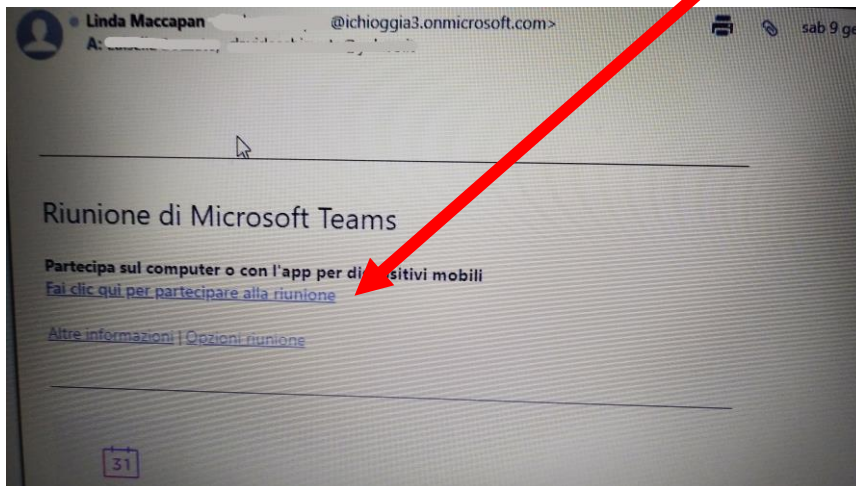 Linda Maccapan @ichioggia3.onmicrosoft.com>
sab 9 ge
A:
Riunione di Microsoft Teams
Partecipa sul computer o con l'app per dispositivi mobili
Fai clic qui per partecipare alla riunione
Altre informazioni | Opzioni riunione
31